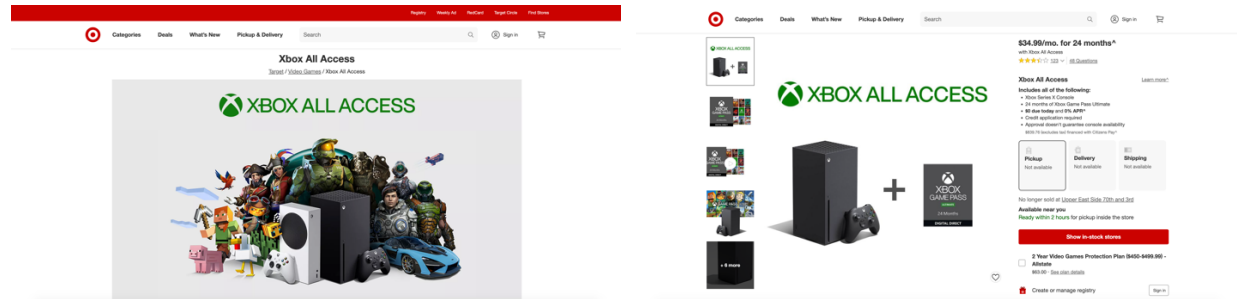 Registry Weekly Ad RedCard Target Circle Find Stores
Categories Deals What's New Pickup & Delivery Search Sign in
Xbox All Access
Target / Video Games / Xbox All Access
XBOX ALL ACCESS
Categories Deals What's New Pickup & Delivery Search Sign in
XBOX ALL ACCESS
+ 6 more
XBOX ALL ACCESS
XBOX
GAME PASS
ULTIMATE
24 Months
DIGITAL DIRECT
$34.99/mo. for 24 months^
with Xbox All Access
123 49 Questions
Xbox All Access Learn more^
Includes all of the following:
Xbox Series X Console
24 months of Xbox Game Pass Ultimate
$0 due today and 0% APR^
Credit application required
Approval doesn't guarantee console availability
Pickup Delivery Shipping
Not available Not available Not available
No longer sold at Upper East Side 70th and 3rd
Available near you
Ready within 2 hours for pickup inside the store
Show in-stock stores
2 Year Video Games Protection Plan ($450-$499.99) -
Allstate
$63.00 · See plan details
Create or manage registry Sign in